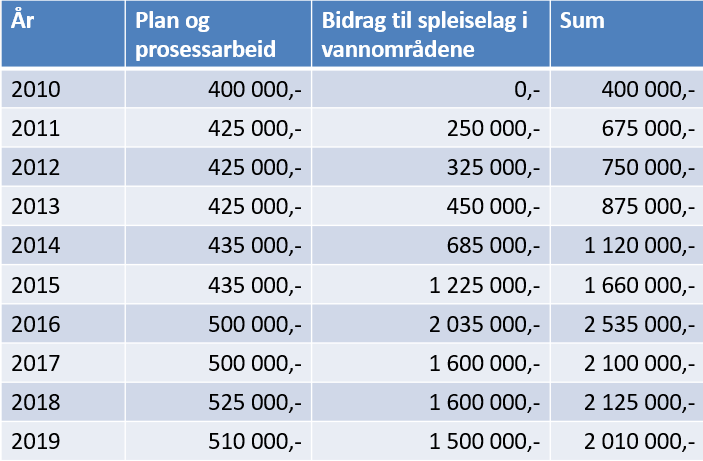 År Plan og prosessarbeid Bidrag til spleiselag i vannområdene Sum
2010 400 000,- 0,- 400 000,-
2011 425 000,- 250 000,- 675 000,-
2012 425 000,- 325 000,- 750 000,-
2013 425 000,- 450 000,- 875 000,-
2014 435 000,- 685 000,- 1 120 000,-
2015 435 000,- 1 225 000,- 1 660 000,-
2016 500 000,- 2 035 000,- 2 535 000,-
2017 500 000,- 1 600 000,- 2 100 000,-
2018 525 000,- 1 600 000,- 2 125 000,-
2019 510 000,- 1 500 000,- 2 010 000,-